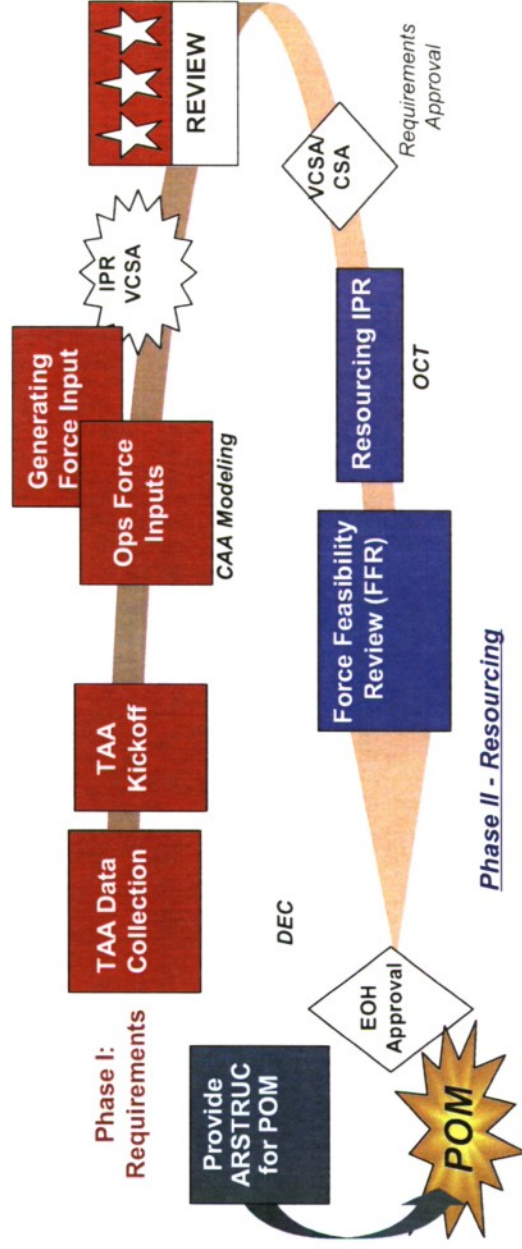 Phase I:
Requirements
TAA Data
Collection
TAA
Kickoff
Generating
Force Input
Ops Force
Inputs
CAA Modeling
IPR
VCSA
REVIEW
VCSA/
CSA
Requirements
Approval
Resourcing IPR
OCT
Force Feasibility
Review (FFR)
Phase II - Resourcing
DEC
EOH
Approval
Provide
ARSTRUC
for POM
POM